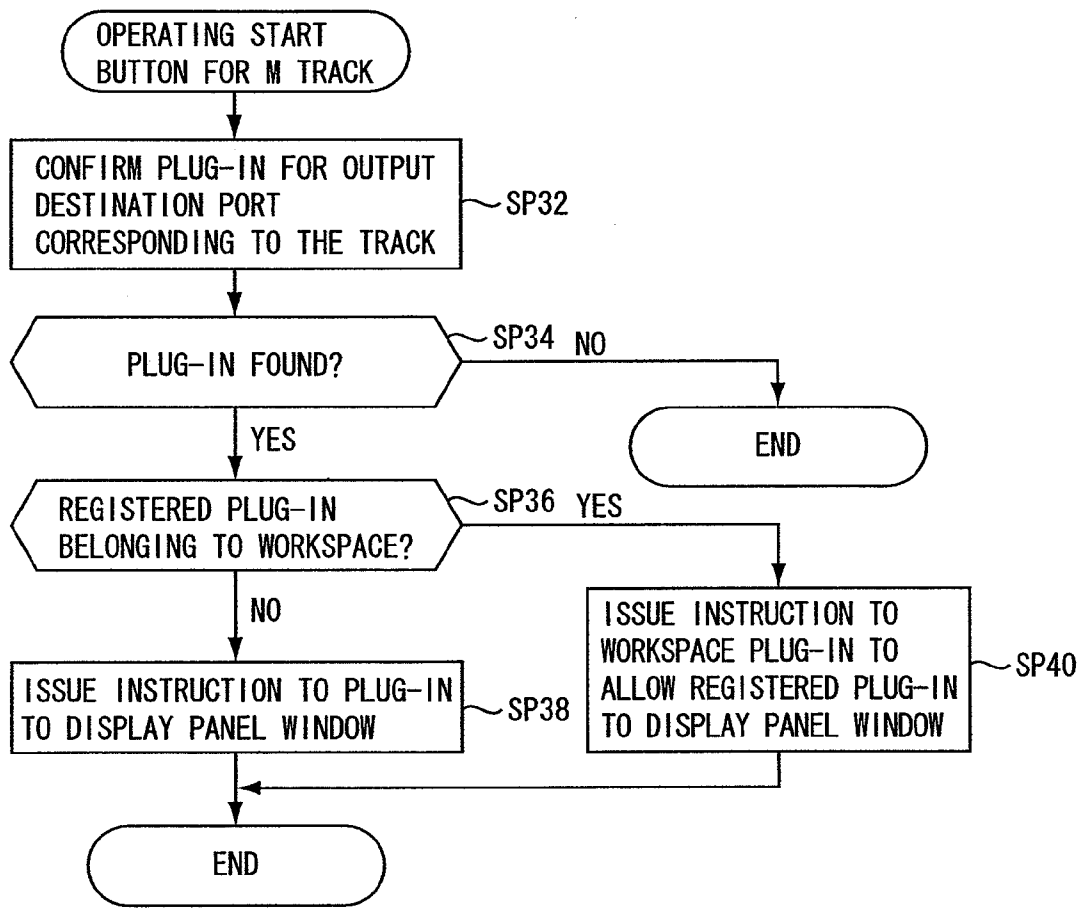 OPERATING START
BUTTON FOR M TRACK
CONFIRM PLUG-IN FOR OUTPUT
DESTINATION PORT
CORRESPONDING TO THE TRACK
SP32
PLUG-IN FOUND?
SP34
NO
END
YES
REGISTERED PLUG-IN
BELONGING TO WORKSPACE?
SP36
YES
NO
ISSUE INSTRUCTION TO PLUG-IN
TO DISPLAY PANEL WINDOW
SP38
ISSUE INSTRUCTION TO
WORKSPACE PLUG-IN TO
ALLOW REGISTERED PLUG-IN
TO DISPLAY PANEL WINDOW
SP40
END